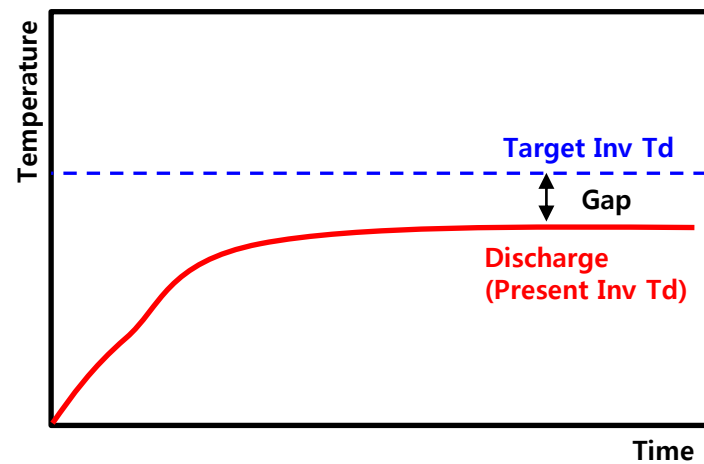 Temperature
Target Inv Td
Gap
Discharge
(Present Inv Td)
Time